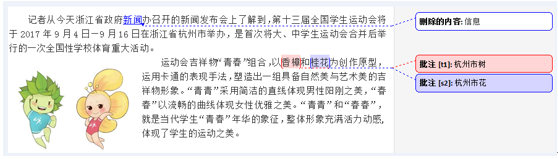 记者从今天浙江省政府新闻办召开的新闻发布会上了解到,第十三届全国学生运动会将
于 2017 年 9 月 4 日—9 月 16 日在浙江省杭州市举办,是首次将大、中学生运动会合并后举
行的一次全国性学校体育重大活动。
运动会吉祥物“青春”组合,以香樟和桂花为创作原型,
运用卡通的表现手法,塑造出一组具备自然美与艺术美的吉
祥物形象。“青青”采用简洁的直线体现男性阳刚之美,“春
春”以流畅的曲线体现女性优雅之美。“青青”和“春春”,
就是当代学生“青春”年华的象征,整体形象充满活力动感,
体现了学生的运动之美。
删除的内容: 信息
批注 [t1]: 杭州市树
批注 [s2]: 杭州市花